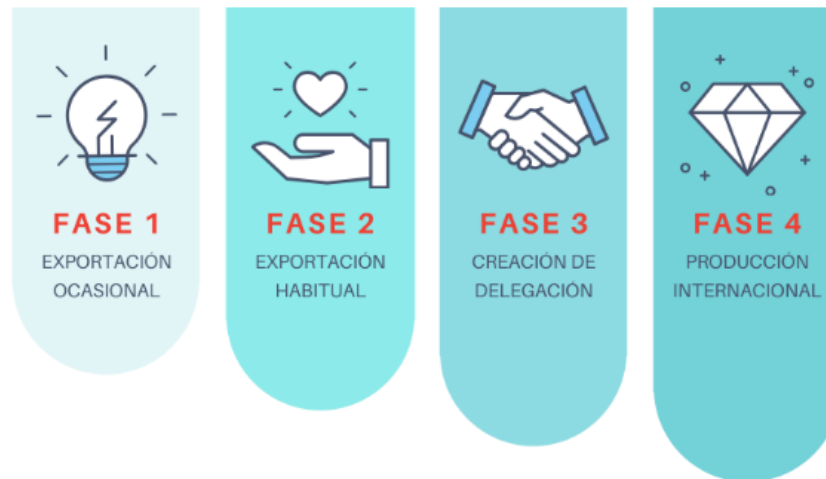 FASE 1
EXPORTACIÓN
OCASIONAL
FASE 2
EXPORTACIÓN
HABITUAL
FASE 3
CREACIÓN DE
DELEGACIÓN
FASE 4
PRODUCCIÓN
INTERNACIONAL